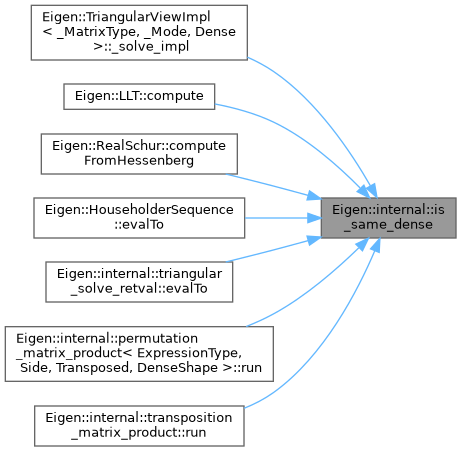 Eigen::TriangularViewImpl
< _MatrixType, _Mode, Dense
>::_solve_impl
Eigen::LLT::compute
Eigen::RealSchur::compute
FromHessenberg
Eigen::internal::is
_same_dense
Eigen::HouseholderSequence
::evalTo
Eigen::internal::triangular
_solve_retval::evalTo
Eigen::internal::permutation
_matrix_product< ExpressionType,
Side, Transposed, DenseShape >::run
Eigen::internal::transposition
_matrix_product::run